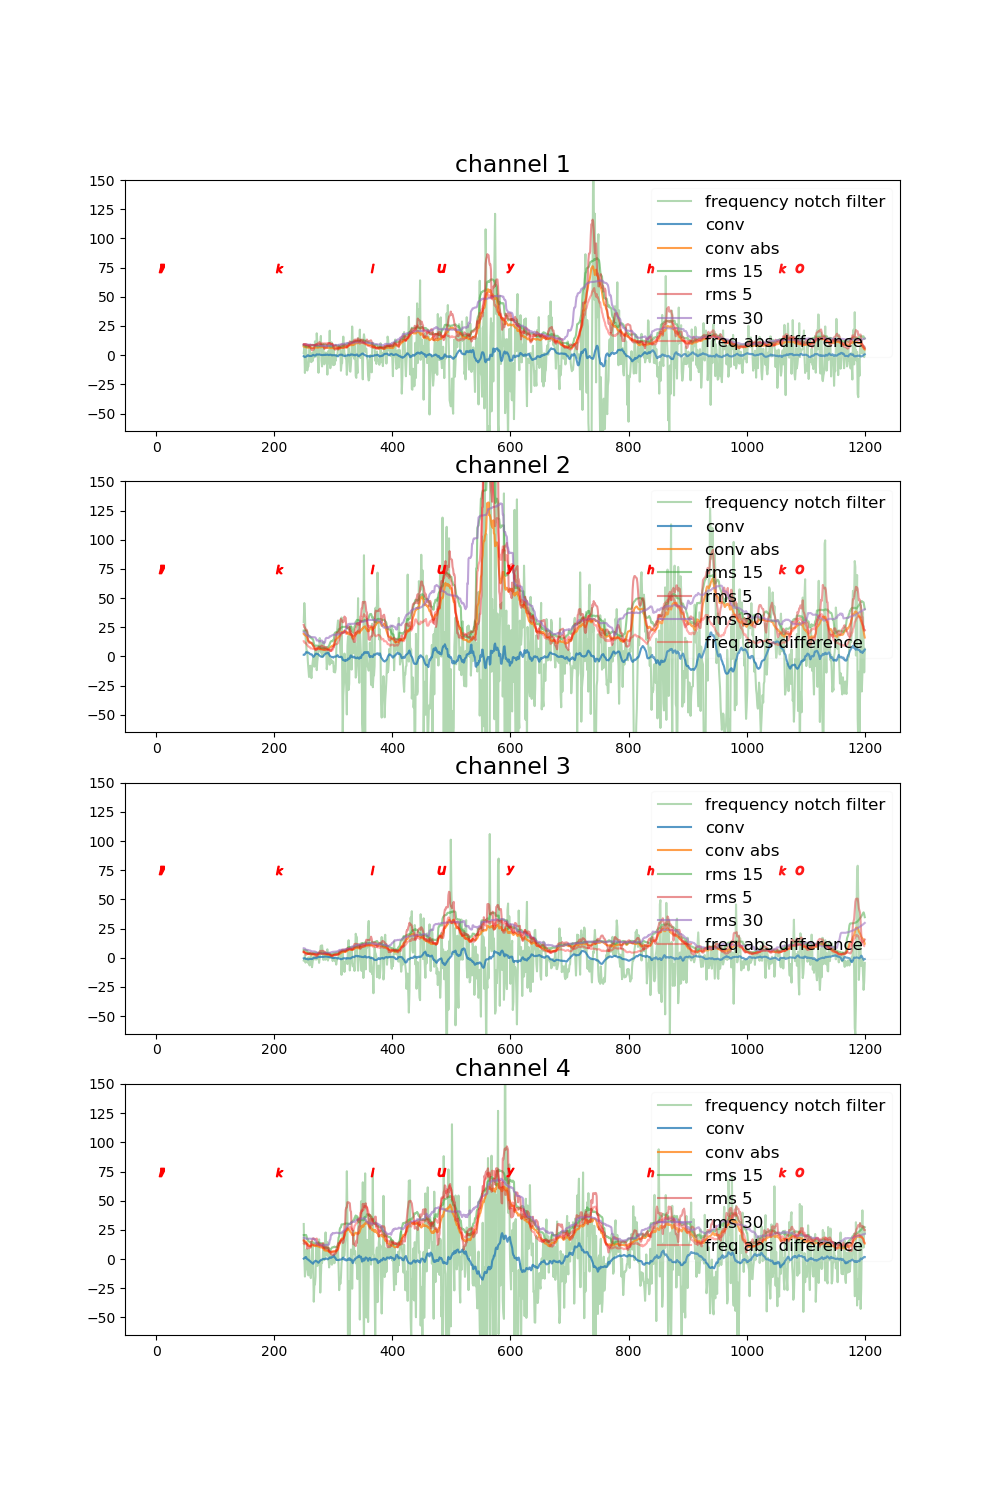 channel 1
150
frequency notch filter
125
conv
100
conv abs
75
k l u y h k o
rms 15
50
rms 5
25
rms 30
0
freq abs difference
−25
−50
0 200 400 600 800 1000 1200
channel 2
150
frequency notch filter
125
conv
100
conv abs
75
k l u y h k o
rms 15
50
rms 5
25
rms 30
0
freq abs difference
−25
−50
0 200 400 600 800 1000 1200
channel 3
150
frequency notch filter
125
conv
100
conv abs
75
k l u y h k o
rms 15
50
rms 5
25
rms 30
0
freq abs difference
−25
−50
0 200 400 600 800 1000 1200
channel 4
150
frequency notch filter
125
conv
100
conv abs
75
k l u y h k o
rms 15
50
rms 5
25
rms 30
0
freq abs difference
−25
−50
0 200 400 600 800 1000 1200